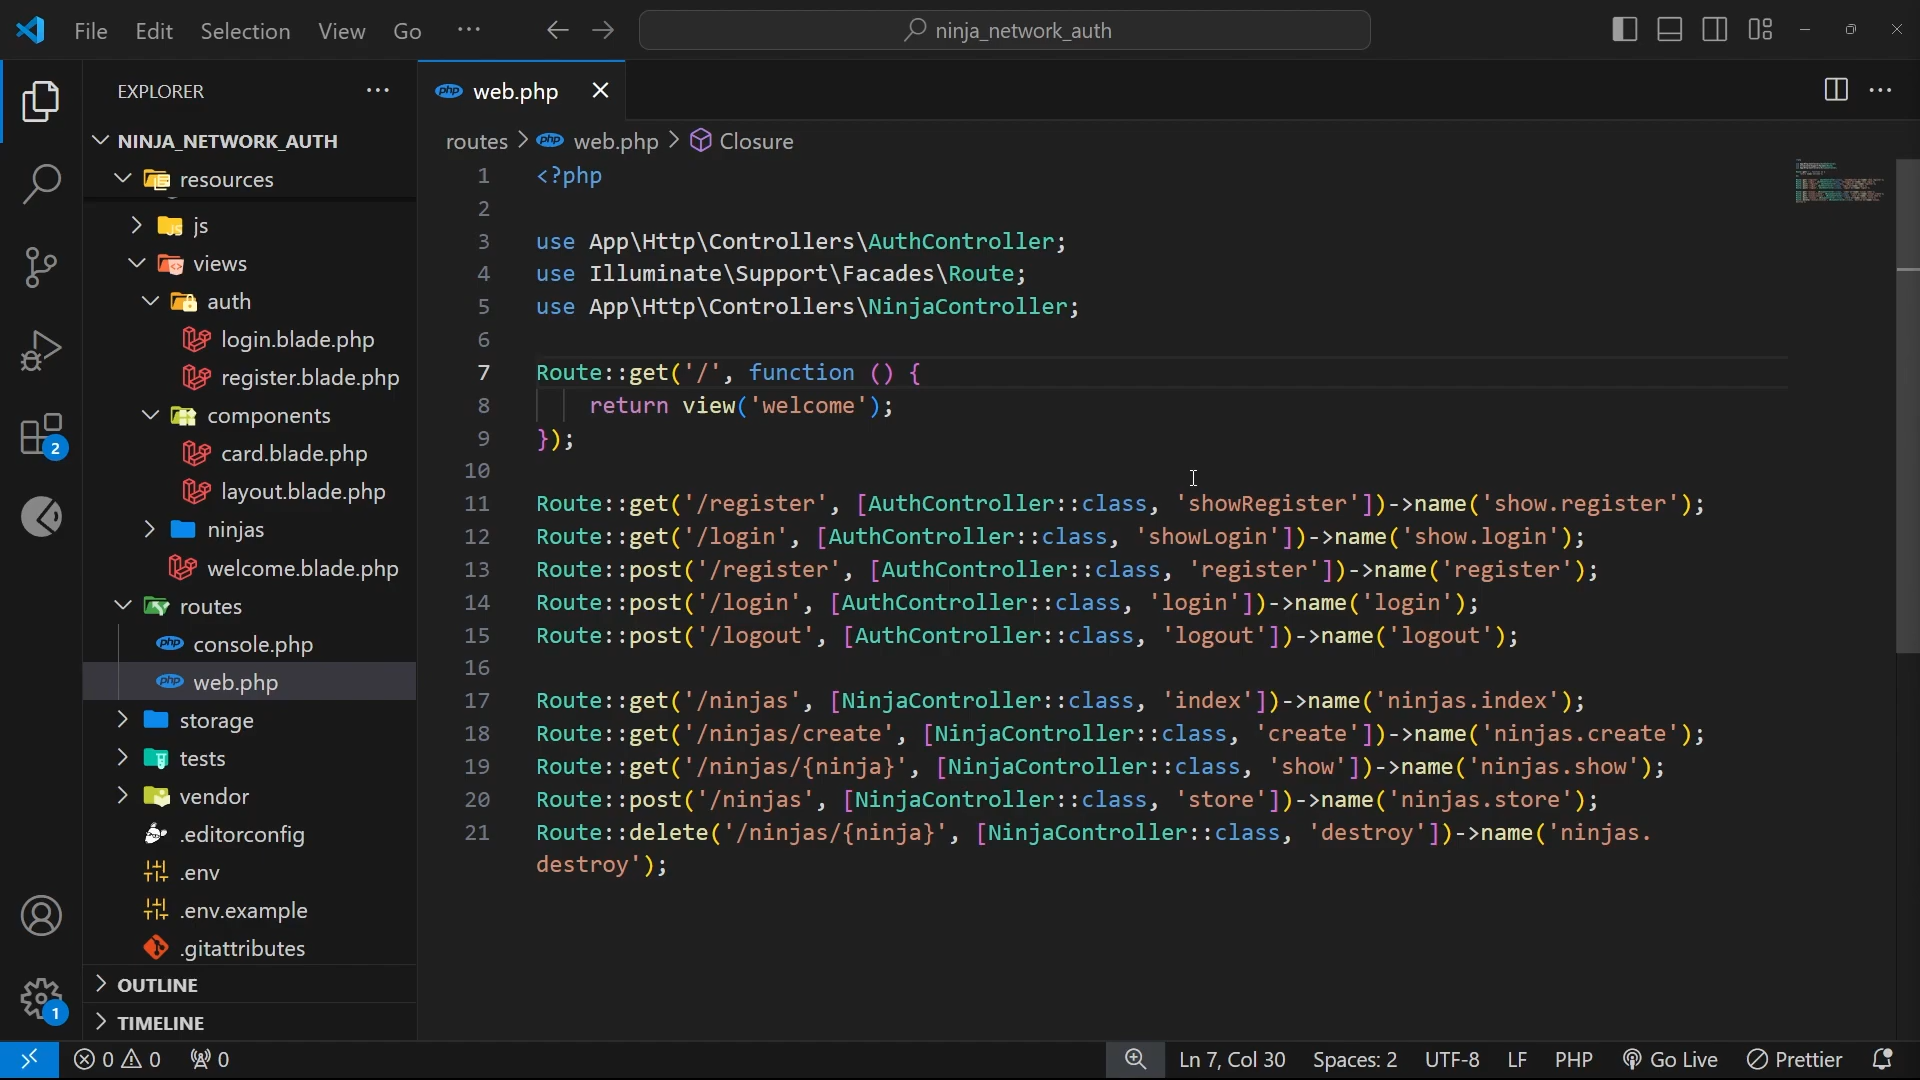 File Edit Selection View Go ··· ninja_network_auth
EXPLORER ···
php web.php
NINJA_NETWORK_AUTH
routes > php web.php > Closure
resources
js
views
auth
login.blade.php
register.blade.php
components
card.blade.php
layout.blade.php
ninjas
welcome.blade.php
routes
php console.php
php web.php
storage
tests
vendor
.editorconfig
.env
.env.example
.gitattributes
OUTLINE
TIMELINE
2
1
1 <?php
2
3 use App\Http\Controllers\AuthController;
4 use Illuminate\Support\Facades\Route;
5 use App\Http\Controllers\NinjaController;
6
7 Route::get('/', function () {
8 return view('welcome');
9 });
10
11 Route::get('/register', [AuthController::class, 'showRegister'])->name('show.register');
12 Route::get('/login', [AuthController::class, 'showLogin'])->name('show.login');
13 Route::post('/register', [AuthController::class, 'register'])->name('register');
14 Route::post('/login', [AuthController::class, 'login'])->name('login');
15 Route::post('/logout', [AuthController::class, 'logout'])->name('logout');
16
17 Route::get('/ninjas', [NinjaController::class, 'index'])->name('ninjas.index');
18 Route::get('/ninjas/create', [NinjaController::class, 'create'])->name('ninjas.create');
19 Route::get('/ninjas/{ninja}', [NinjaController::class, 'show'])->name('ninjas.show');
20 Route::post('/ninjas', [NinjaController::class, 'store'])->name('ninjas.store');
21 Route::delete('/ninjas/{ninja}', [NinjaController::class, 'destroy'])->name('ninjas.
destroy');
0 0 0 Ln 7, Col 30 Spaces: 2 UTF-8 LF PHP Go Live Prettier